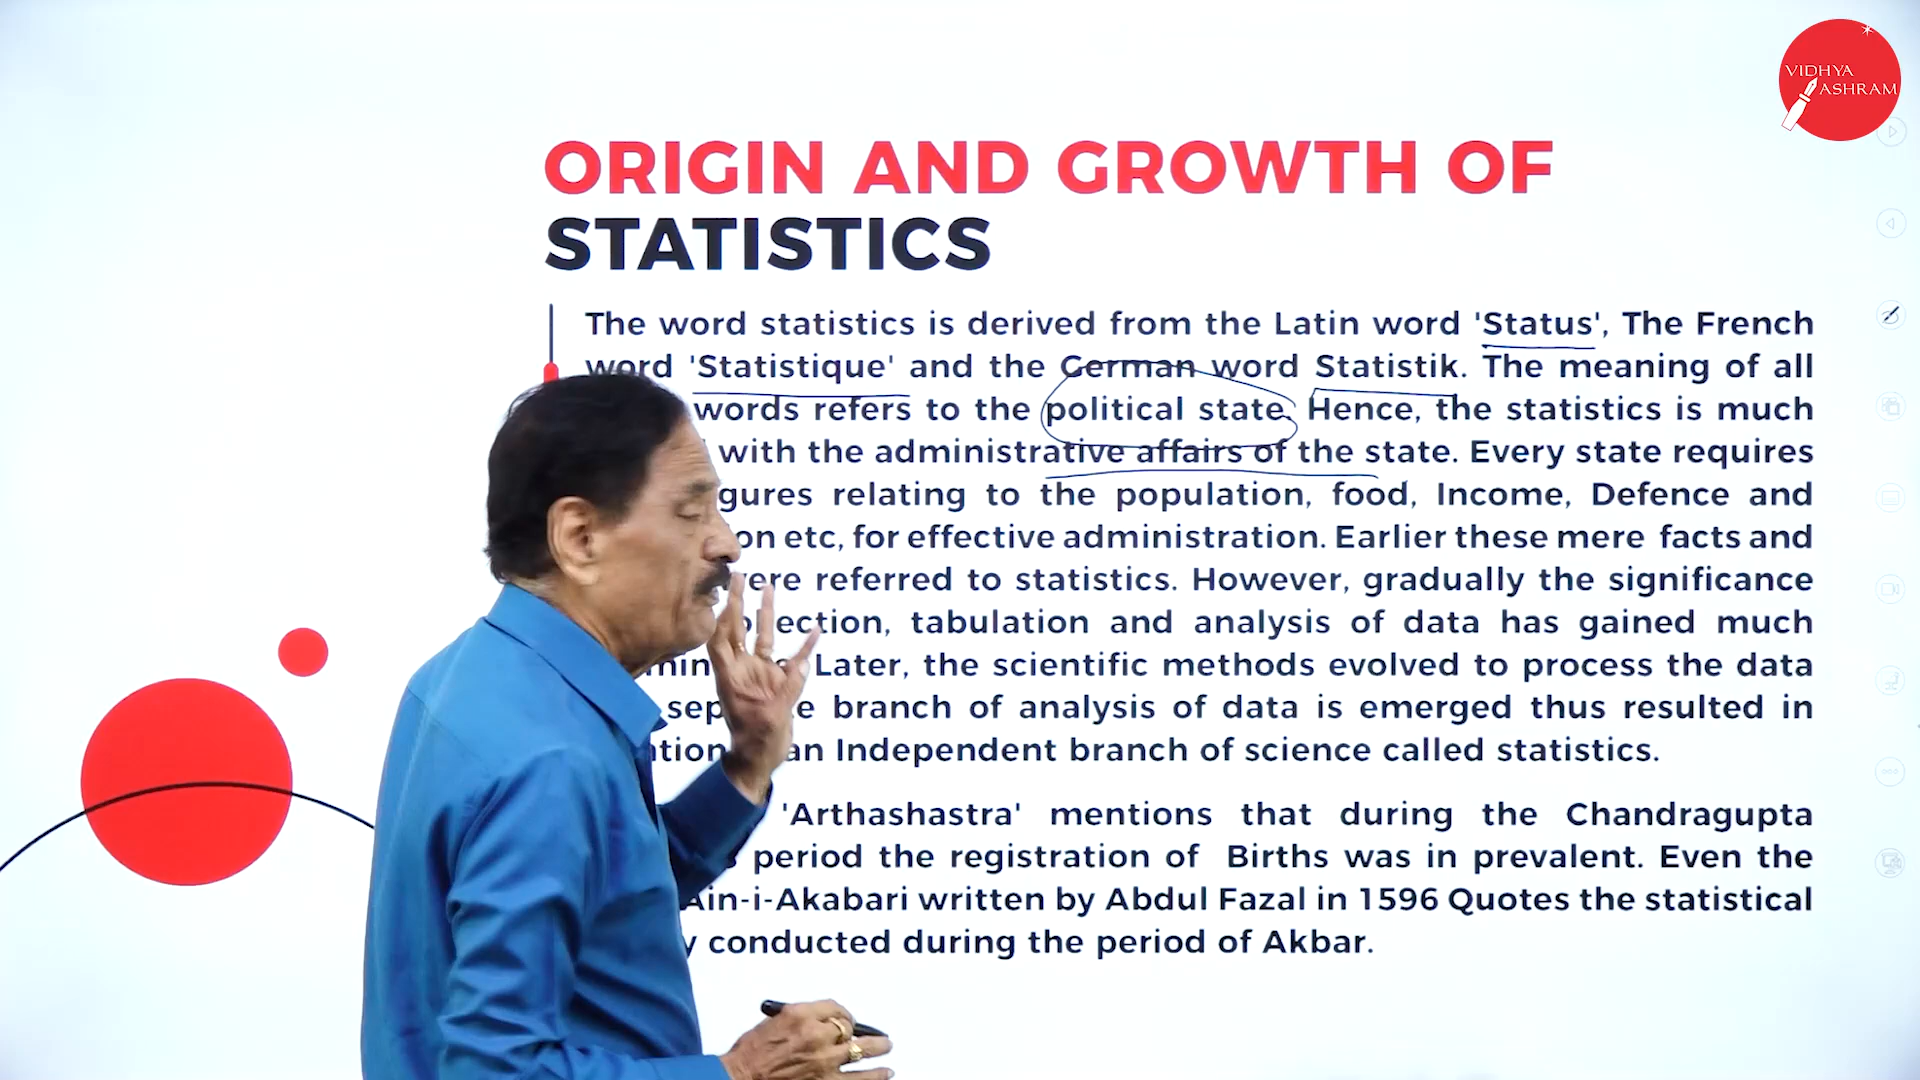 VIDHYA
ASHRAM
ORIGIN AND GROWTH OF
STATISTICS
The word statistics is derived from the Latin word 'Status', The French
word 'Statistique' and the German word Statistik. The meaning of all
words refers to the political state. Hence, the statistics is much
with the administrative affairs of the state. Every state requires
relating to the population, food, Income, Defence and
etc, for effective administration. Earlier these mere facts and
were referred to statistics. However, gradually the significance
tabulation and analysis of data has gained much
Later, the scientific methods evolved to process the data
branch of analysis of data is emerged thus resulted in
an Independent branch of science called statistics.
'Arthashastra' mentions that during the Chandragupta
period the registration of Births was in prevalent. Even the
Ain-i-Akabari written by Abdul Fazal in 1596 Quotes the statistical
conducted during the period of Akbar.